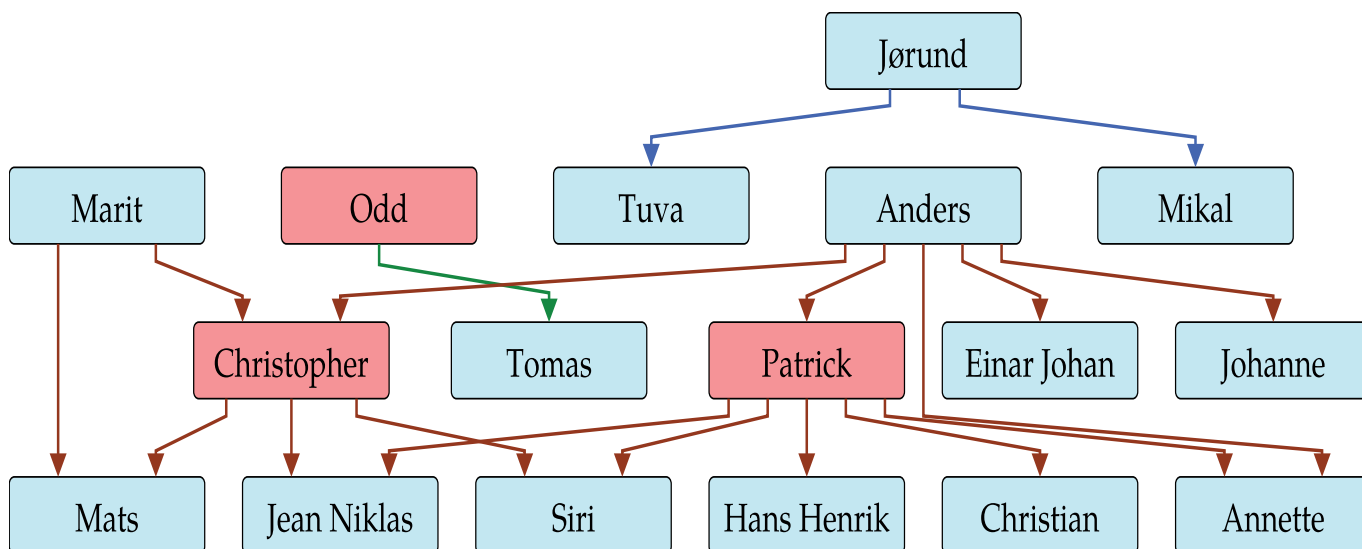 Jørund
Marit
Odd
Tuva
Anders
Mikal
Christopher
Tomas
Patrick
Einar Johan
Johanne
Mats
Jean Niklas
Siri
Hans Henrik
Christian
Annette